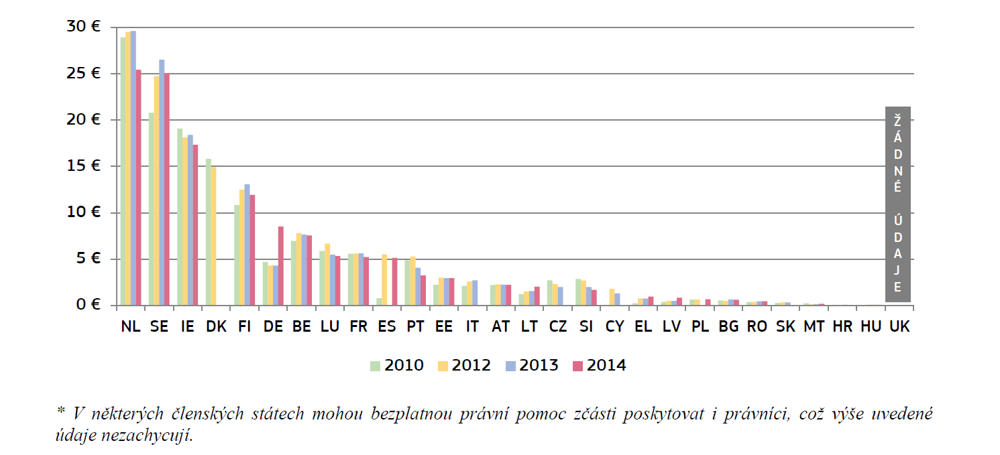 30 €
25 €
20 €
15 €
10 €
5 €
0 €
ŽÁDNÉ ÚDAJE
NL SE IE DK FI DE BE LU FR ES PT EE IT AT LT CZ SI CY EL LV PL BG RO SK MT HR HU UK
2010 2012 2013 2014
* V některých členských státech mohou bezplatnou právní pomoc zčásti poskytovat i právníci, což výše uvedené
údaje nezachycují.